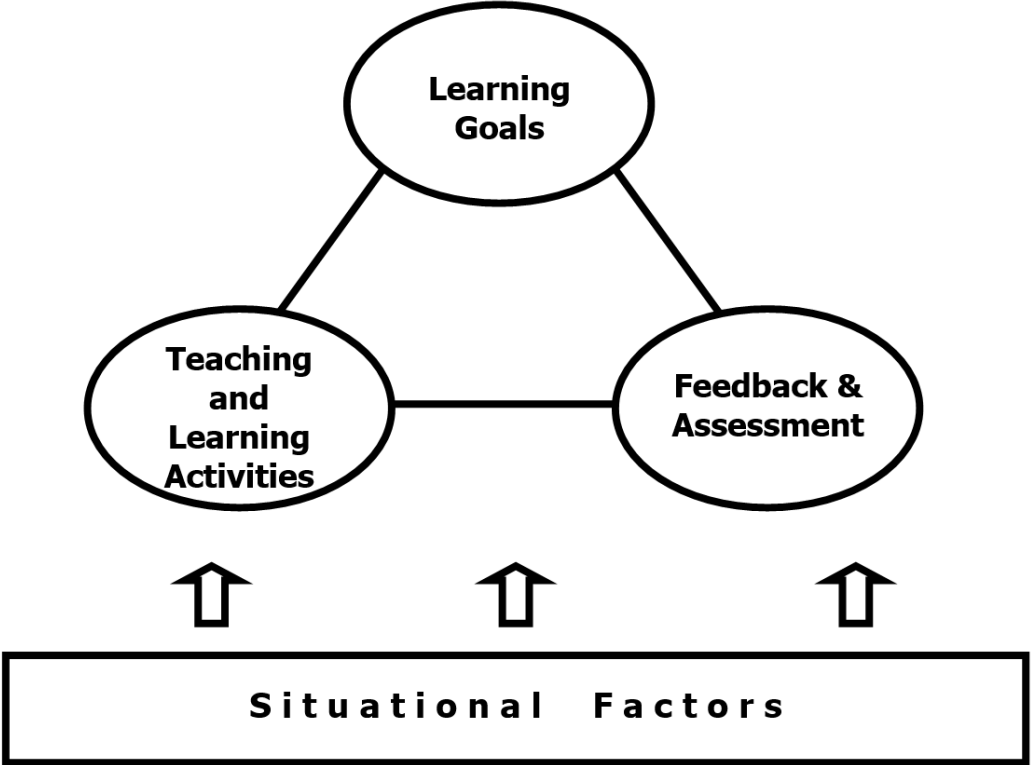 Learning
Goals
Teaching
and
Learning
Activities
Feedback &
Assessment
Situational Factors